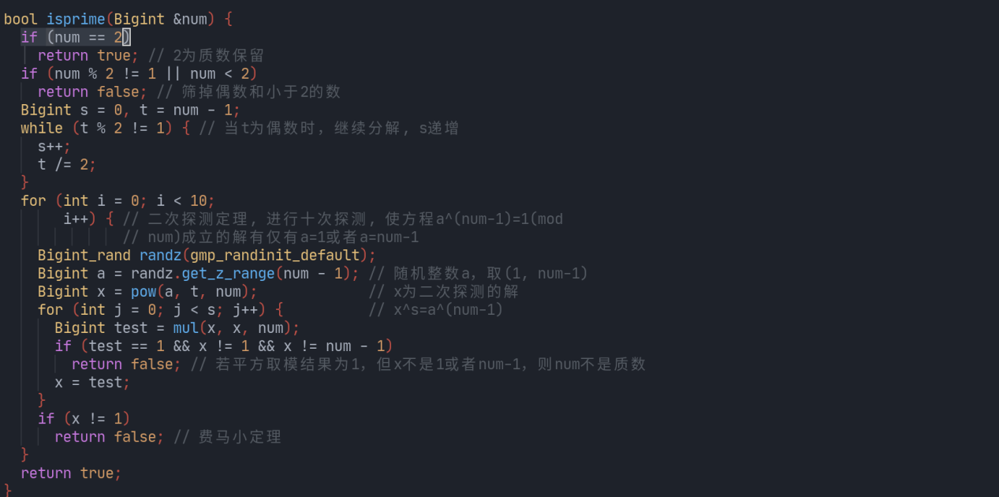 bool isprime(Bigint &num) {
if (num == 2)
return true; // 2为质数保留
if (num % 2 != 1 || num < 2)
return false; // 筛掉偶数和小于2的数
Bigint s = 0, t = num - 1;
while (t % 2 != 1) { // 当t为偶数时，继续分解, s递增
s++;
t /= 2;
}
for (int i = 0; i < 10;
i++) { // 二次探测定理, 进行十次探测, 使方程a^(num-1)=1(mod
// num)成立的解有仅有a=1或者a=num-1
Bigint_rand randz(gmp_randinit_default);
Bigint a = randz.get_z_range(num - 1); // 随机整数a，取(1, num-1)
Bigint x = pow(a, t, num); // x为二次探测的解
for (int j = 0; j < s; j++) { // x^s=a^(num-1)
Bigint test = mul(x, x, num);
if (test == 1 && x != 1 && x != num - 1)
return false; // 若平方取模结果为1，但x不是1或者num-1，则num不是质数
x = test;
}
if (x != 1)
return false; // 费马小定理
}
return true;
}